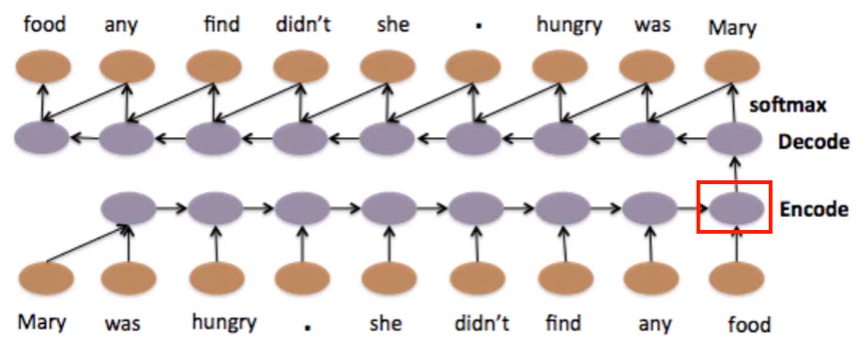 food any find didn't she . hungry was Mary
softmax
Decode
Encode
Mary was hungry . she didn't find any food